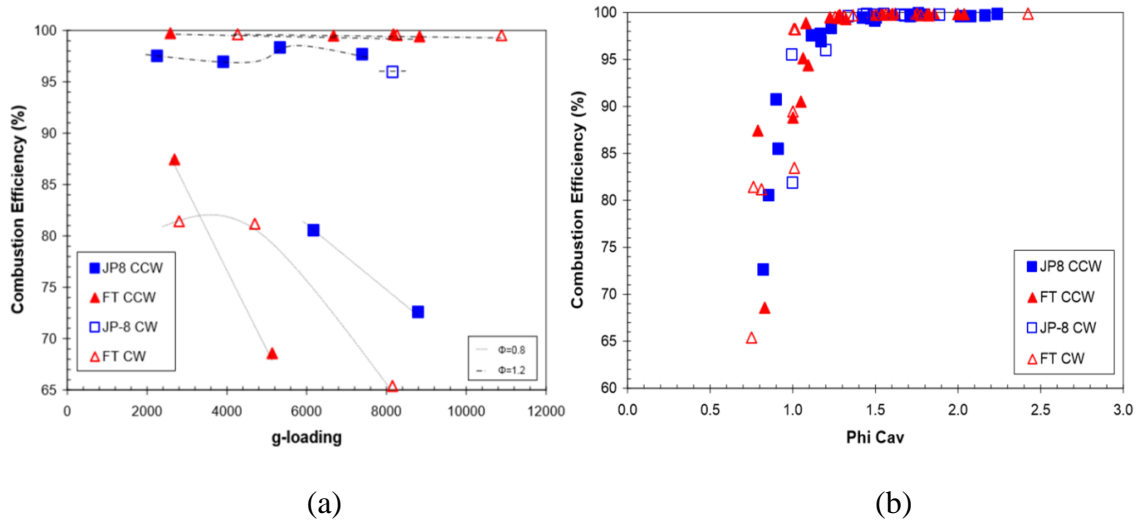 Combustion Efficiency (%)
100
95
90
85
80
75
70
65
0
2000
4000
6000
8000
10000
12000
g-loading
JP8 CCW
FT CCW
JP-8 CW
FT CW
Φ=0.8
Φ=1.2
(a)
Combustion Efficiency (%)
100
95
90
85
80
75
70
65
60
0.0
0.5
1.0
1.5
2.0
2.5
3.0
Phi Cav
JP8 CCW
FT CCW
JP-8 CW
FT CW
(b)